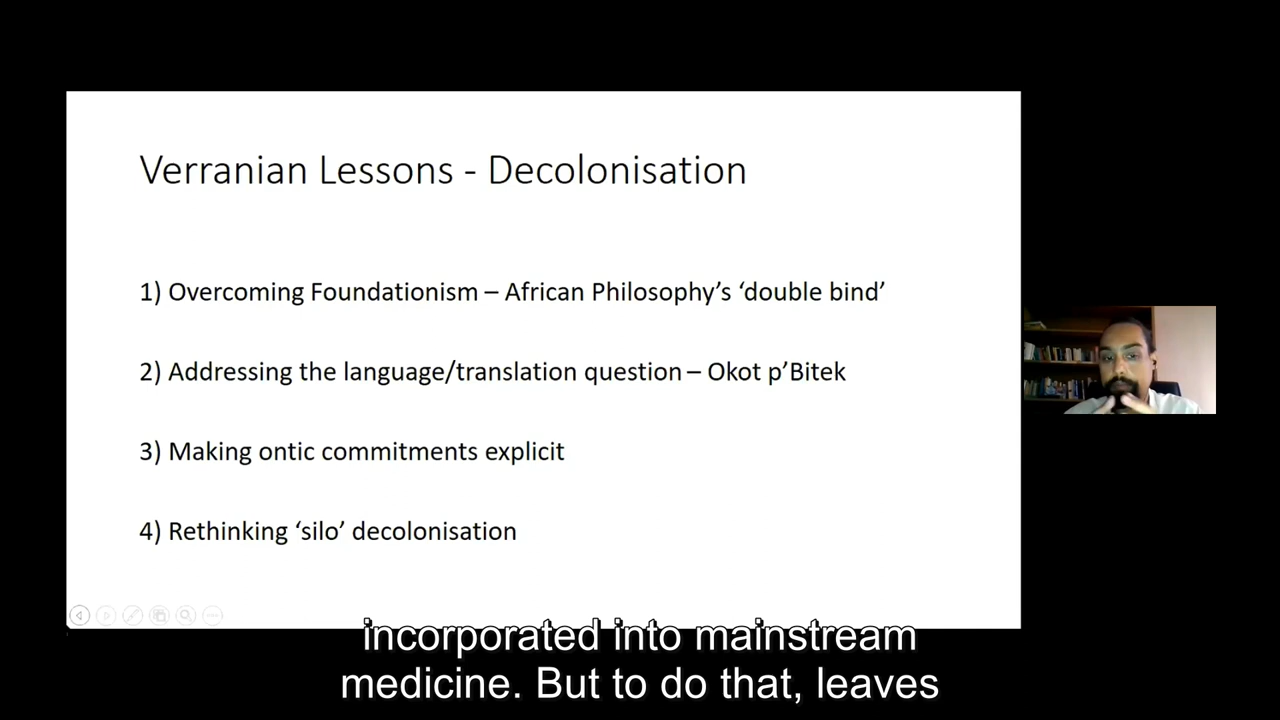 Verranian Lessons - Decolonisation
1) Overcoming Foundationism – African Philosophy’s ‘double bind’
2) Addressing the language/translation question – Okot p’Bitek
3) Making ontic commitments explicit
4) Rethinking ‘silo’ decolonisation
incorporated into mainstream
medicine. But to do that, leaves